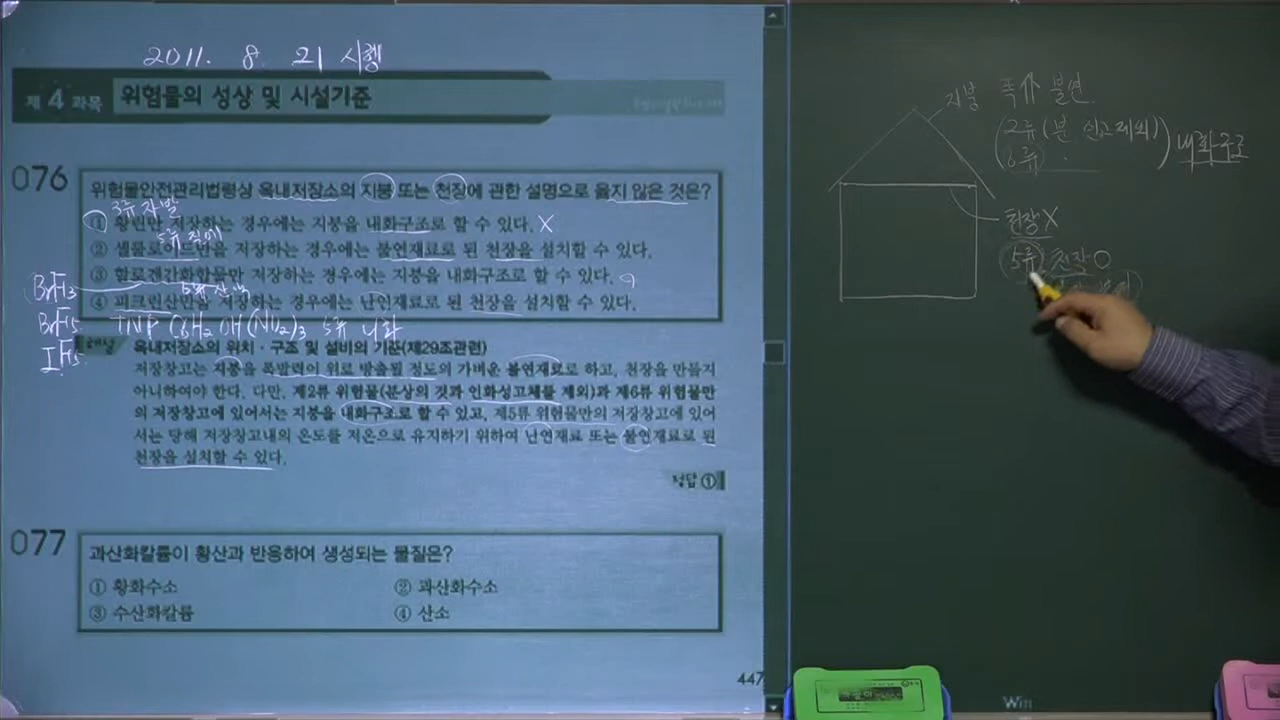 2011. 8. 21 시행
제 4 과목 위험물의 성상 및 시설기준
076
위험물안전관리법령상 옥내저장소의 지붕 또는 천장에 관한 설명으로 옳지 않은 것은?
3류 자발
① 황린만 저장하는 경우에는 지붕을 내화구조로 할 수 있다. X
5류 질에
② 셀룰로이드만을 저장하는 경우에는 불연재료로 된 천장을 설치할 수 있다.
③ 할로겐간화합물만 저장하는 경우에는 지붕을 내화구조로 할 수 있다.
BrF3
④ 피크린산만을 저장하는 경우에는 난연재료로 된 천장을 설치할 수 있다.
BrF5 TNP C6H2OH(NO2)3 5류 니화
IF5
해설 옥내저장소의 위치·구조 및 설비의 기준(제29조관련)
저장창고는 지붕을 폭발력이 위로 방출될 정도의 가벼운 불연재료로 하고, 천장을 만들지
아니하여야 한다. 다만, 제2류 위험물(분상의 것과 인화성고체를 제외)과 제6류 위험물만
의 저장창고에 있어서는 지붕을 내화구조로 할 수 있고, 제5류 위험물만의 저장창고에 있어
서는 당해 저장창고내의 온도를 저온으로 유지하기 위하여 난연재료 또는 불연재료로 된
천장을 설치할 수 있다.
정답 ①
077
과산화칼륨이 황산과 반응하여 생성되는 물질은?
① 황화수소 ② 과산화수소
③ 수산화칼륨 ④ 산소
447
지붕 폭 불연
(2류(분 인고 제외)
6류) 내화구조
천장 X
5류 천장 O
Win